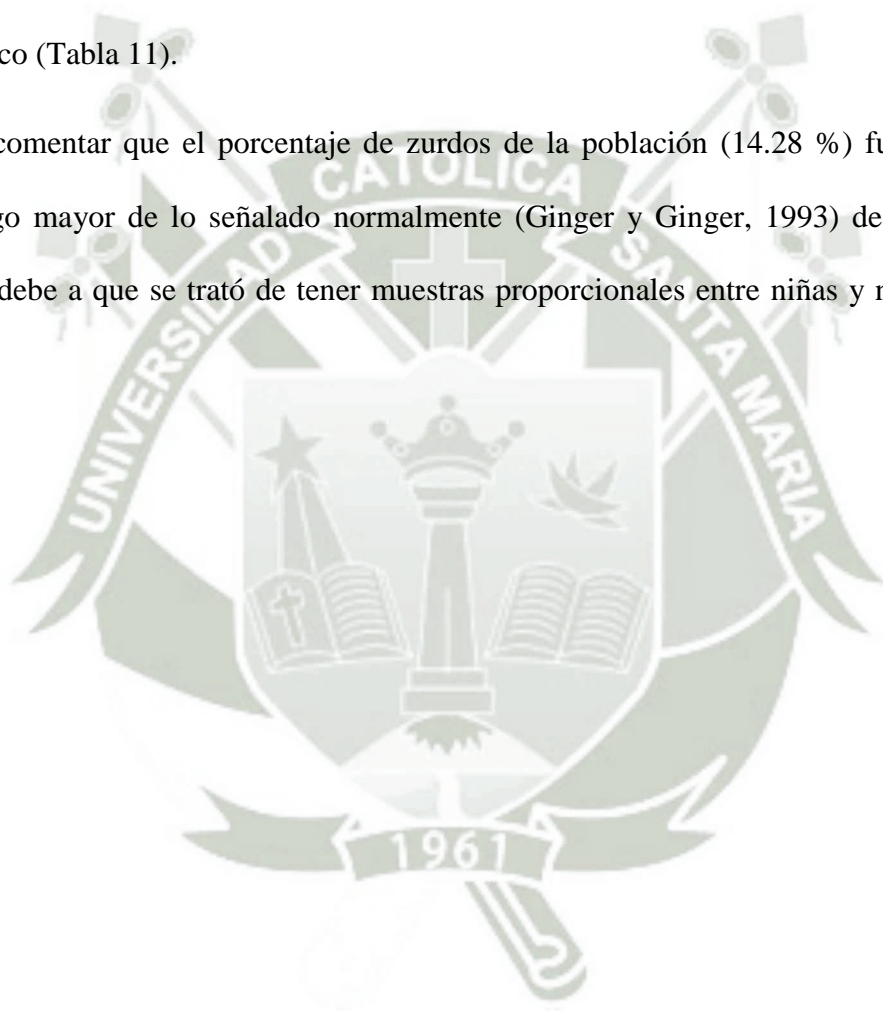 co (Tabla 11).
comentar que el porcentaje de zurdos de la población (14.28 %) fu
go mayor de lo señalado normalmente (Ginger y Ginger, 1993) de
debe a que se trató de tener muestras proporcionales entre niñas y
UNIVERSIDAD CATOLICA SANTA MARIA
1961